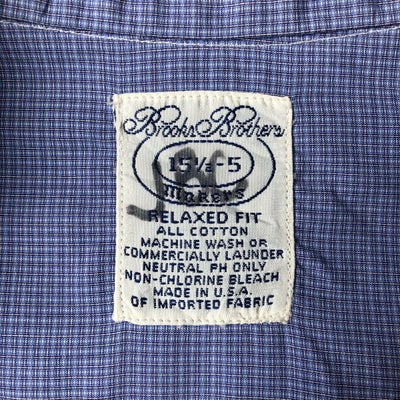 Brooks Brothers
15½-5
Makers
RELAXED FIT
ALL COTTON
MACHINE WASH OR
COMMERCIALLY LAUNDER
NEUTRAL PH ONLY
NON-CHLORINE BLEACH
MADE IN U.S.A.
OF IMPORTED FABRIC